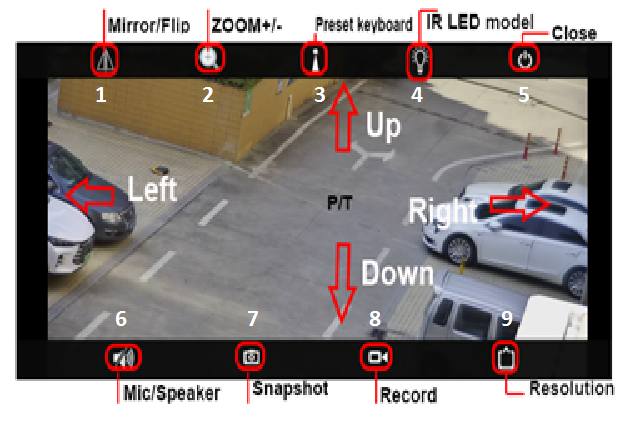 Mirror/Flip ZOOM+/- Preset keyboard IR LED model Close
1 2 3 4 5
Up
Left P/T Right
Down
6 7 8 9
Mic/Speaker Snapshot Record Resolution